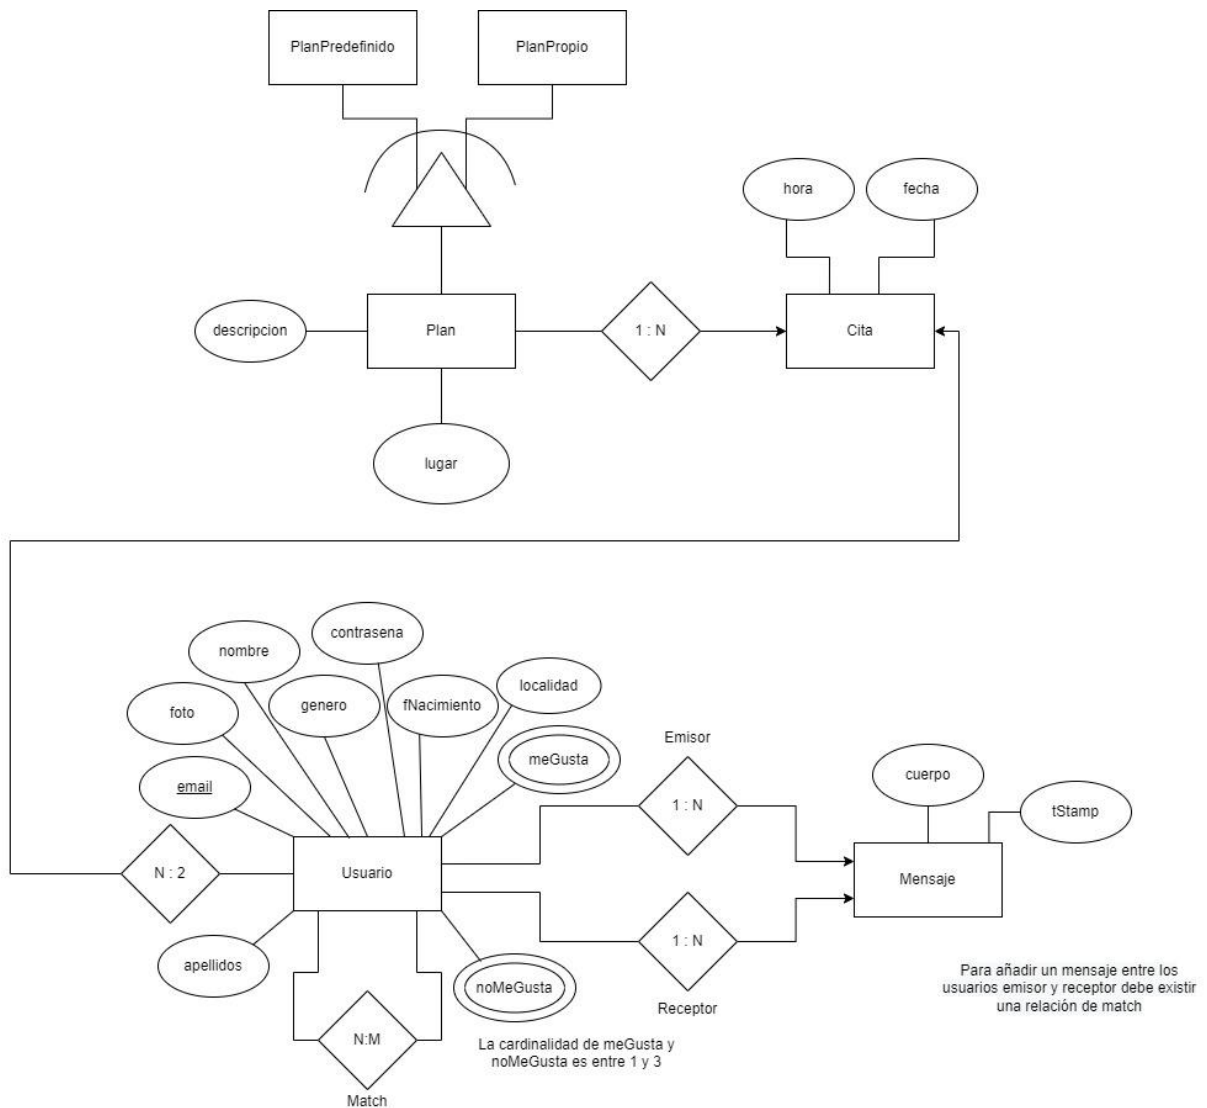 PlanPredefinido
PlanPropio
hora
fecha
descripcion
Plan
1 : N
Cita
lugar
contrasena
nombre
localidad
foto
genero
fNacimiento
Emisor
meGusta
cuerpo
email
1 : N
tStamp
N : 2
Usuario
Mensaje
1 : N
apellidos
noMeGusta
Para añadir un mensaje entre los
usuarios emisor y receptor debe existir
una relación de match
Receptor
N:M
La cardinalidad de meGusta y
noMeGusta es entre 1 y 3
Match